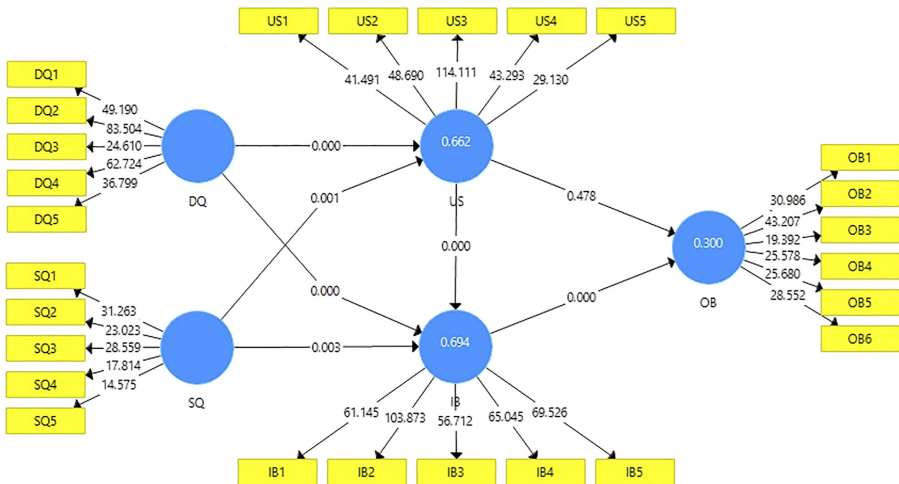 US1 US2 US3 US4 US5
41.491 48.690 114.111 43.293 29.130
DQ1
DQ2
DQ3
DQ4
DQ5
49.190
83.504
24.610
62.724
36.799
DQ
0.000
0.662
US
0.001
0.478
0.000
0.000
SQ1
SQ2
SQ3
SQ4
SQ5
31.263
23.023
28.559
17.814
14.575
SQ
0.003
0.694
IB
0.000
0.300
OB
30.986
43.207
19.392
25.578
25.680
28.552
OB1
OB2
OB3
OB4
OB5
OB6
61.145 103.873 56.712 65.045 69.526
IB1 IB2 IB3 IB4 IB5